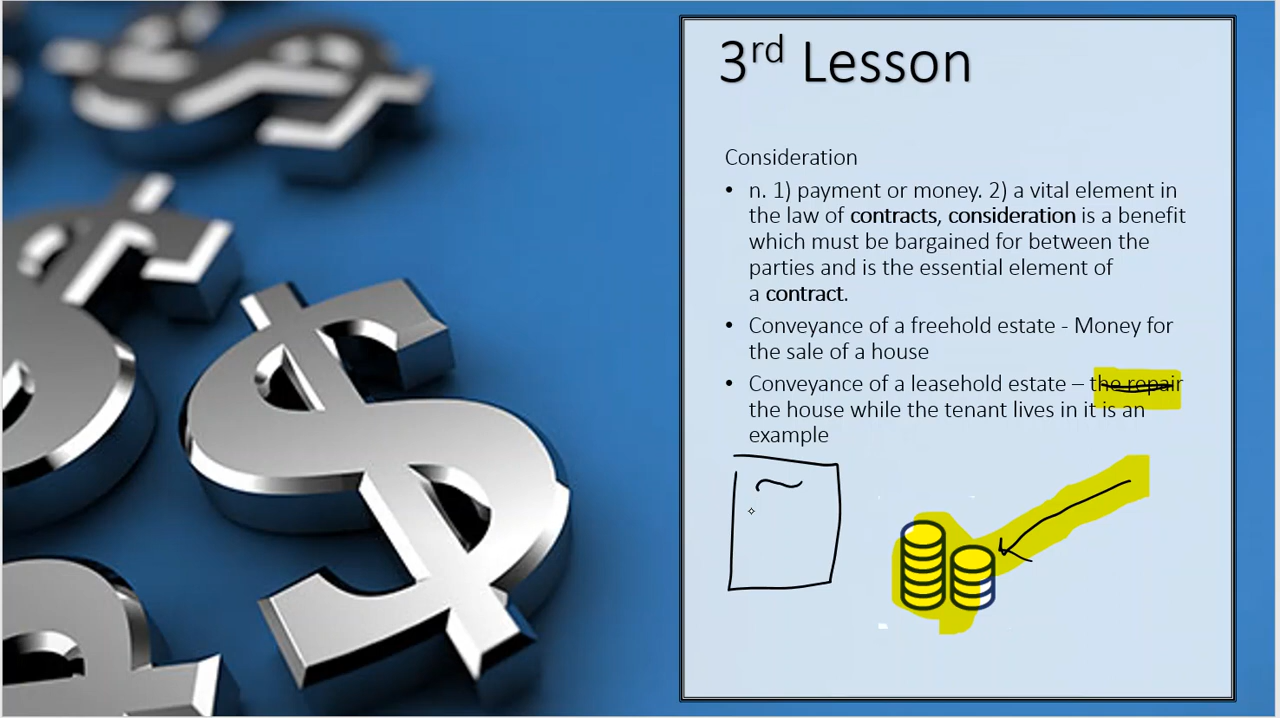 3rd Lesson
Consideration
• n. 1) payment or money. 2) a vital element in
the law of contracts, consideration is a benefit
which must be bargained for between the
parties and is the essential element of
a contract.
• Conveyance of a freehold estate - Money for
the sale of a house
• Conveyance of a leasehold estate – the repair
the house while the tenant lives in it is an
example